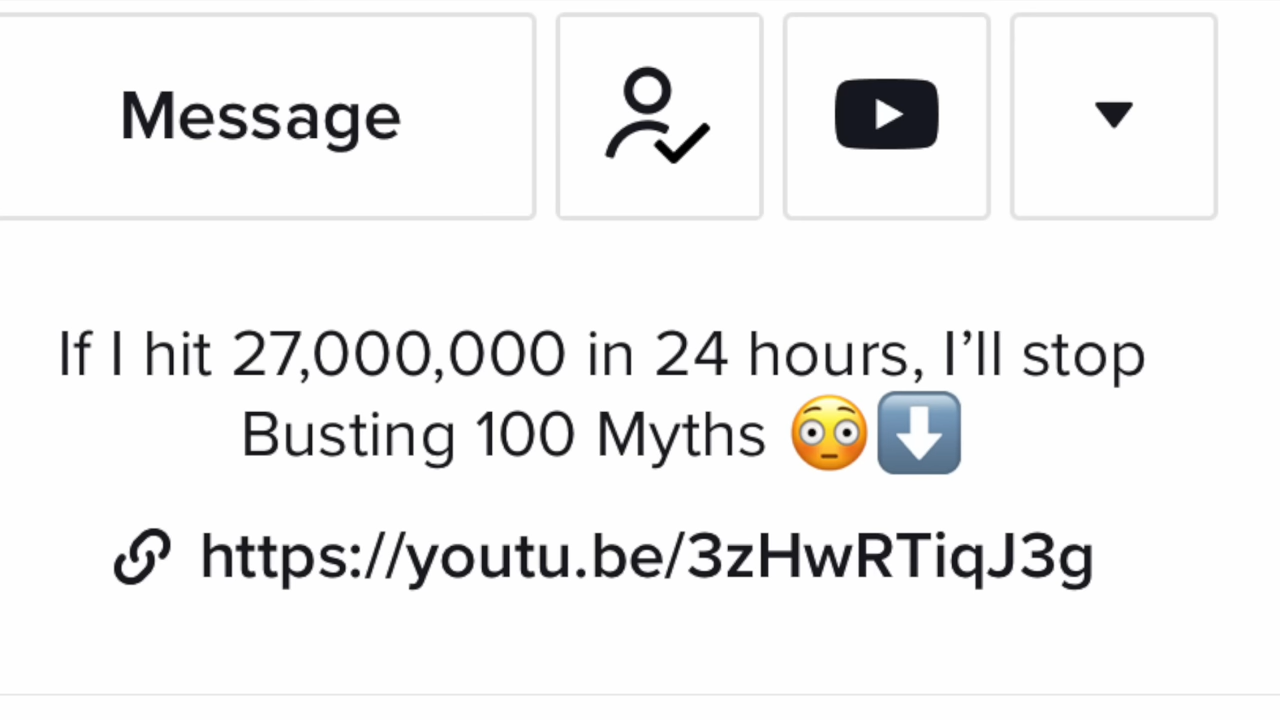 Message
If I hit 27,000,000 in 24 hours, I’ll stop
Busting 100 Myths 😳⬇️
https://youtu.be/3zHwRTiqJ3g